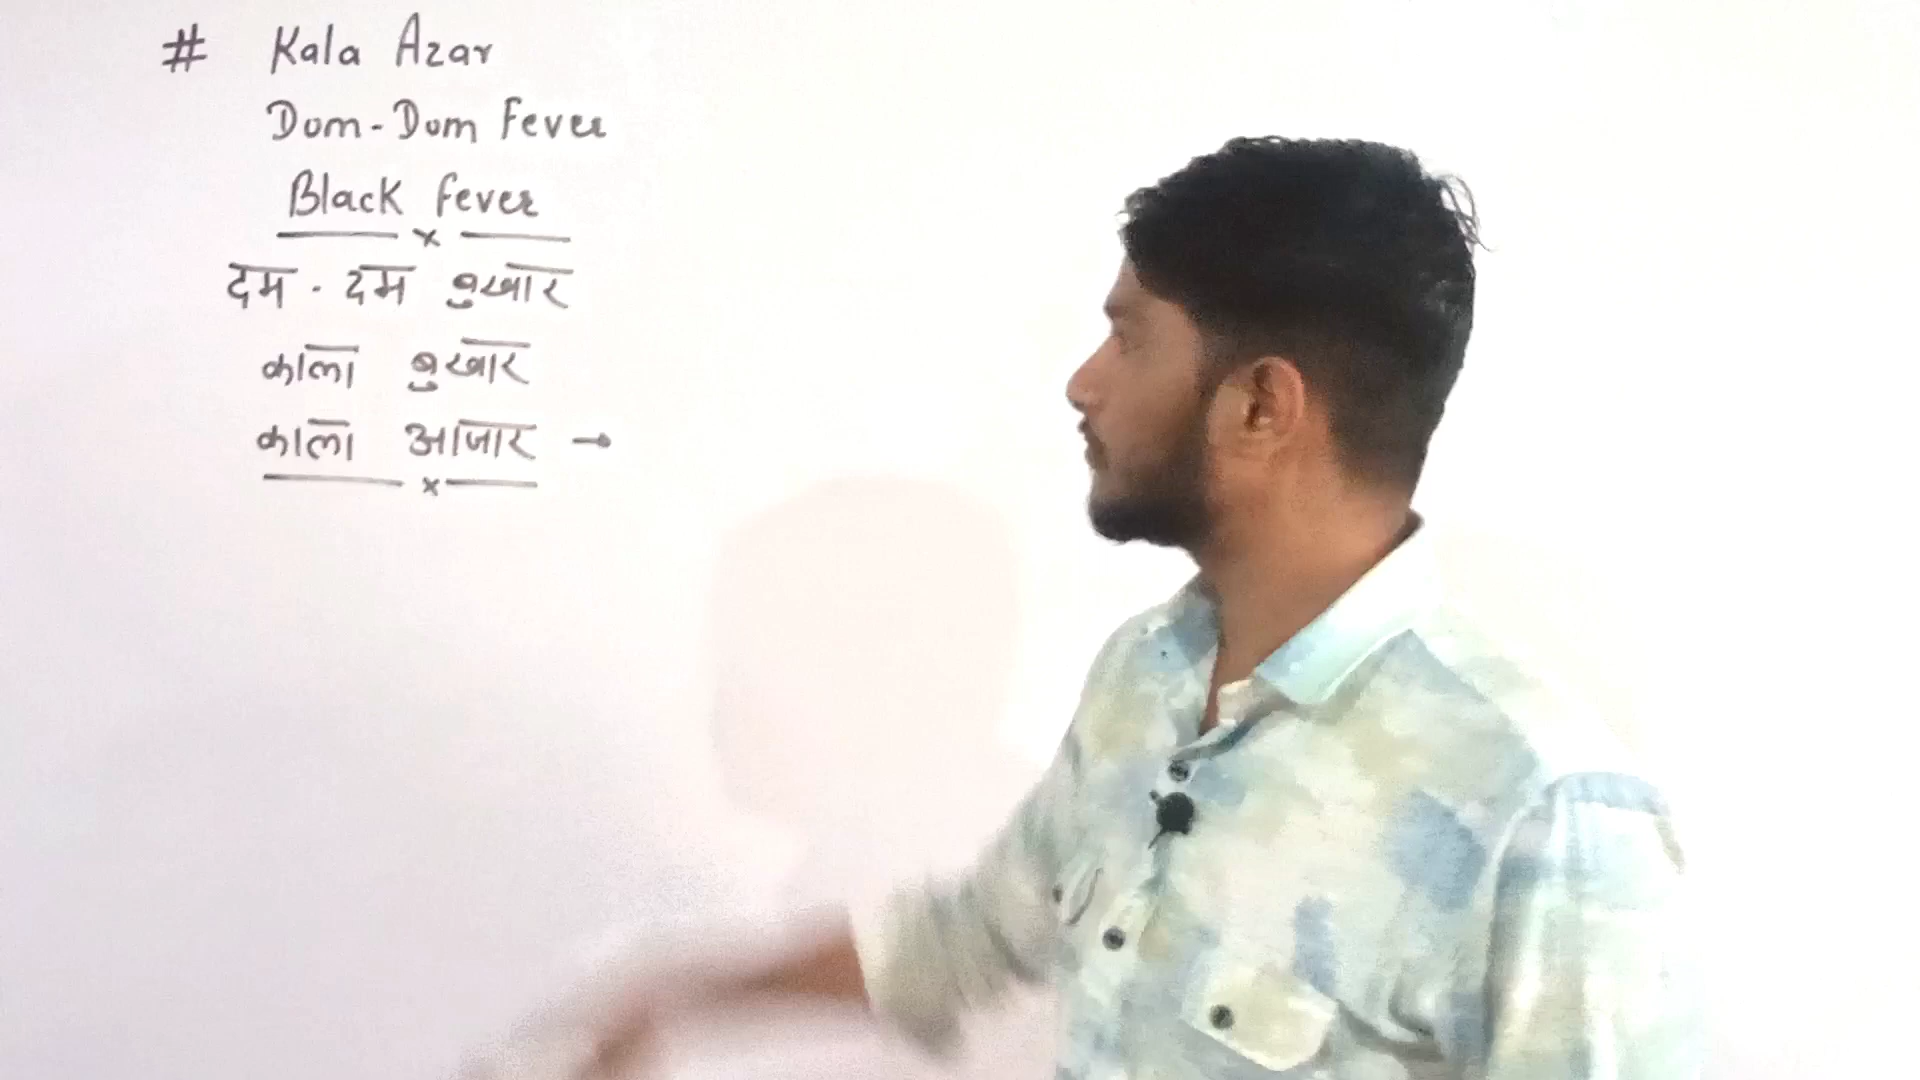 # Kala Azar
Dom-Dom Fever
Black fever
x
दम - दम बुखार
काला बुखार
काला आजार →
x